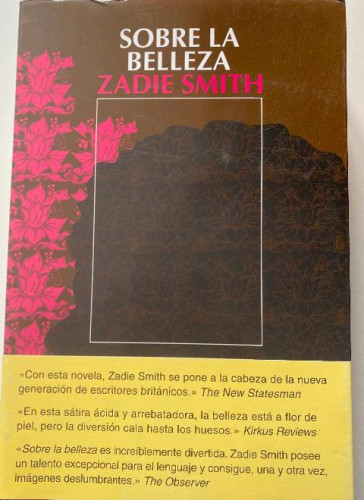 SOBRE LA
BELLEZA
ZADIE SMITH
«Con esta novela, Zadie Smith se pone a la cabeza de la nueva
generación de escritores británicos.» The New Statesman
«En esta sátira ácida y arrebatadora, la belleza está a flor de
piel, pero la diversión cala hasta los huesos.» Kirkus Reviews
«Sobre la belleza es increíblemente divertida. Zadie Smith posee
un talento excepcional para el lenguaje y consigue, una y otra vez,
imágenes deslumbrantes.» The Observer